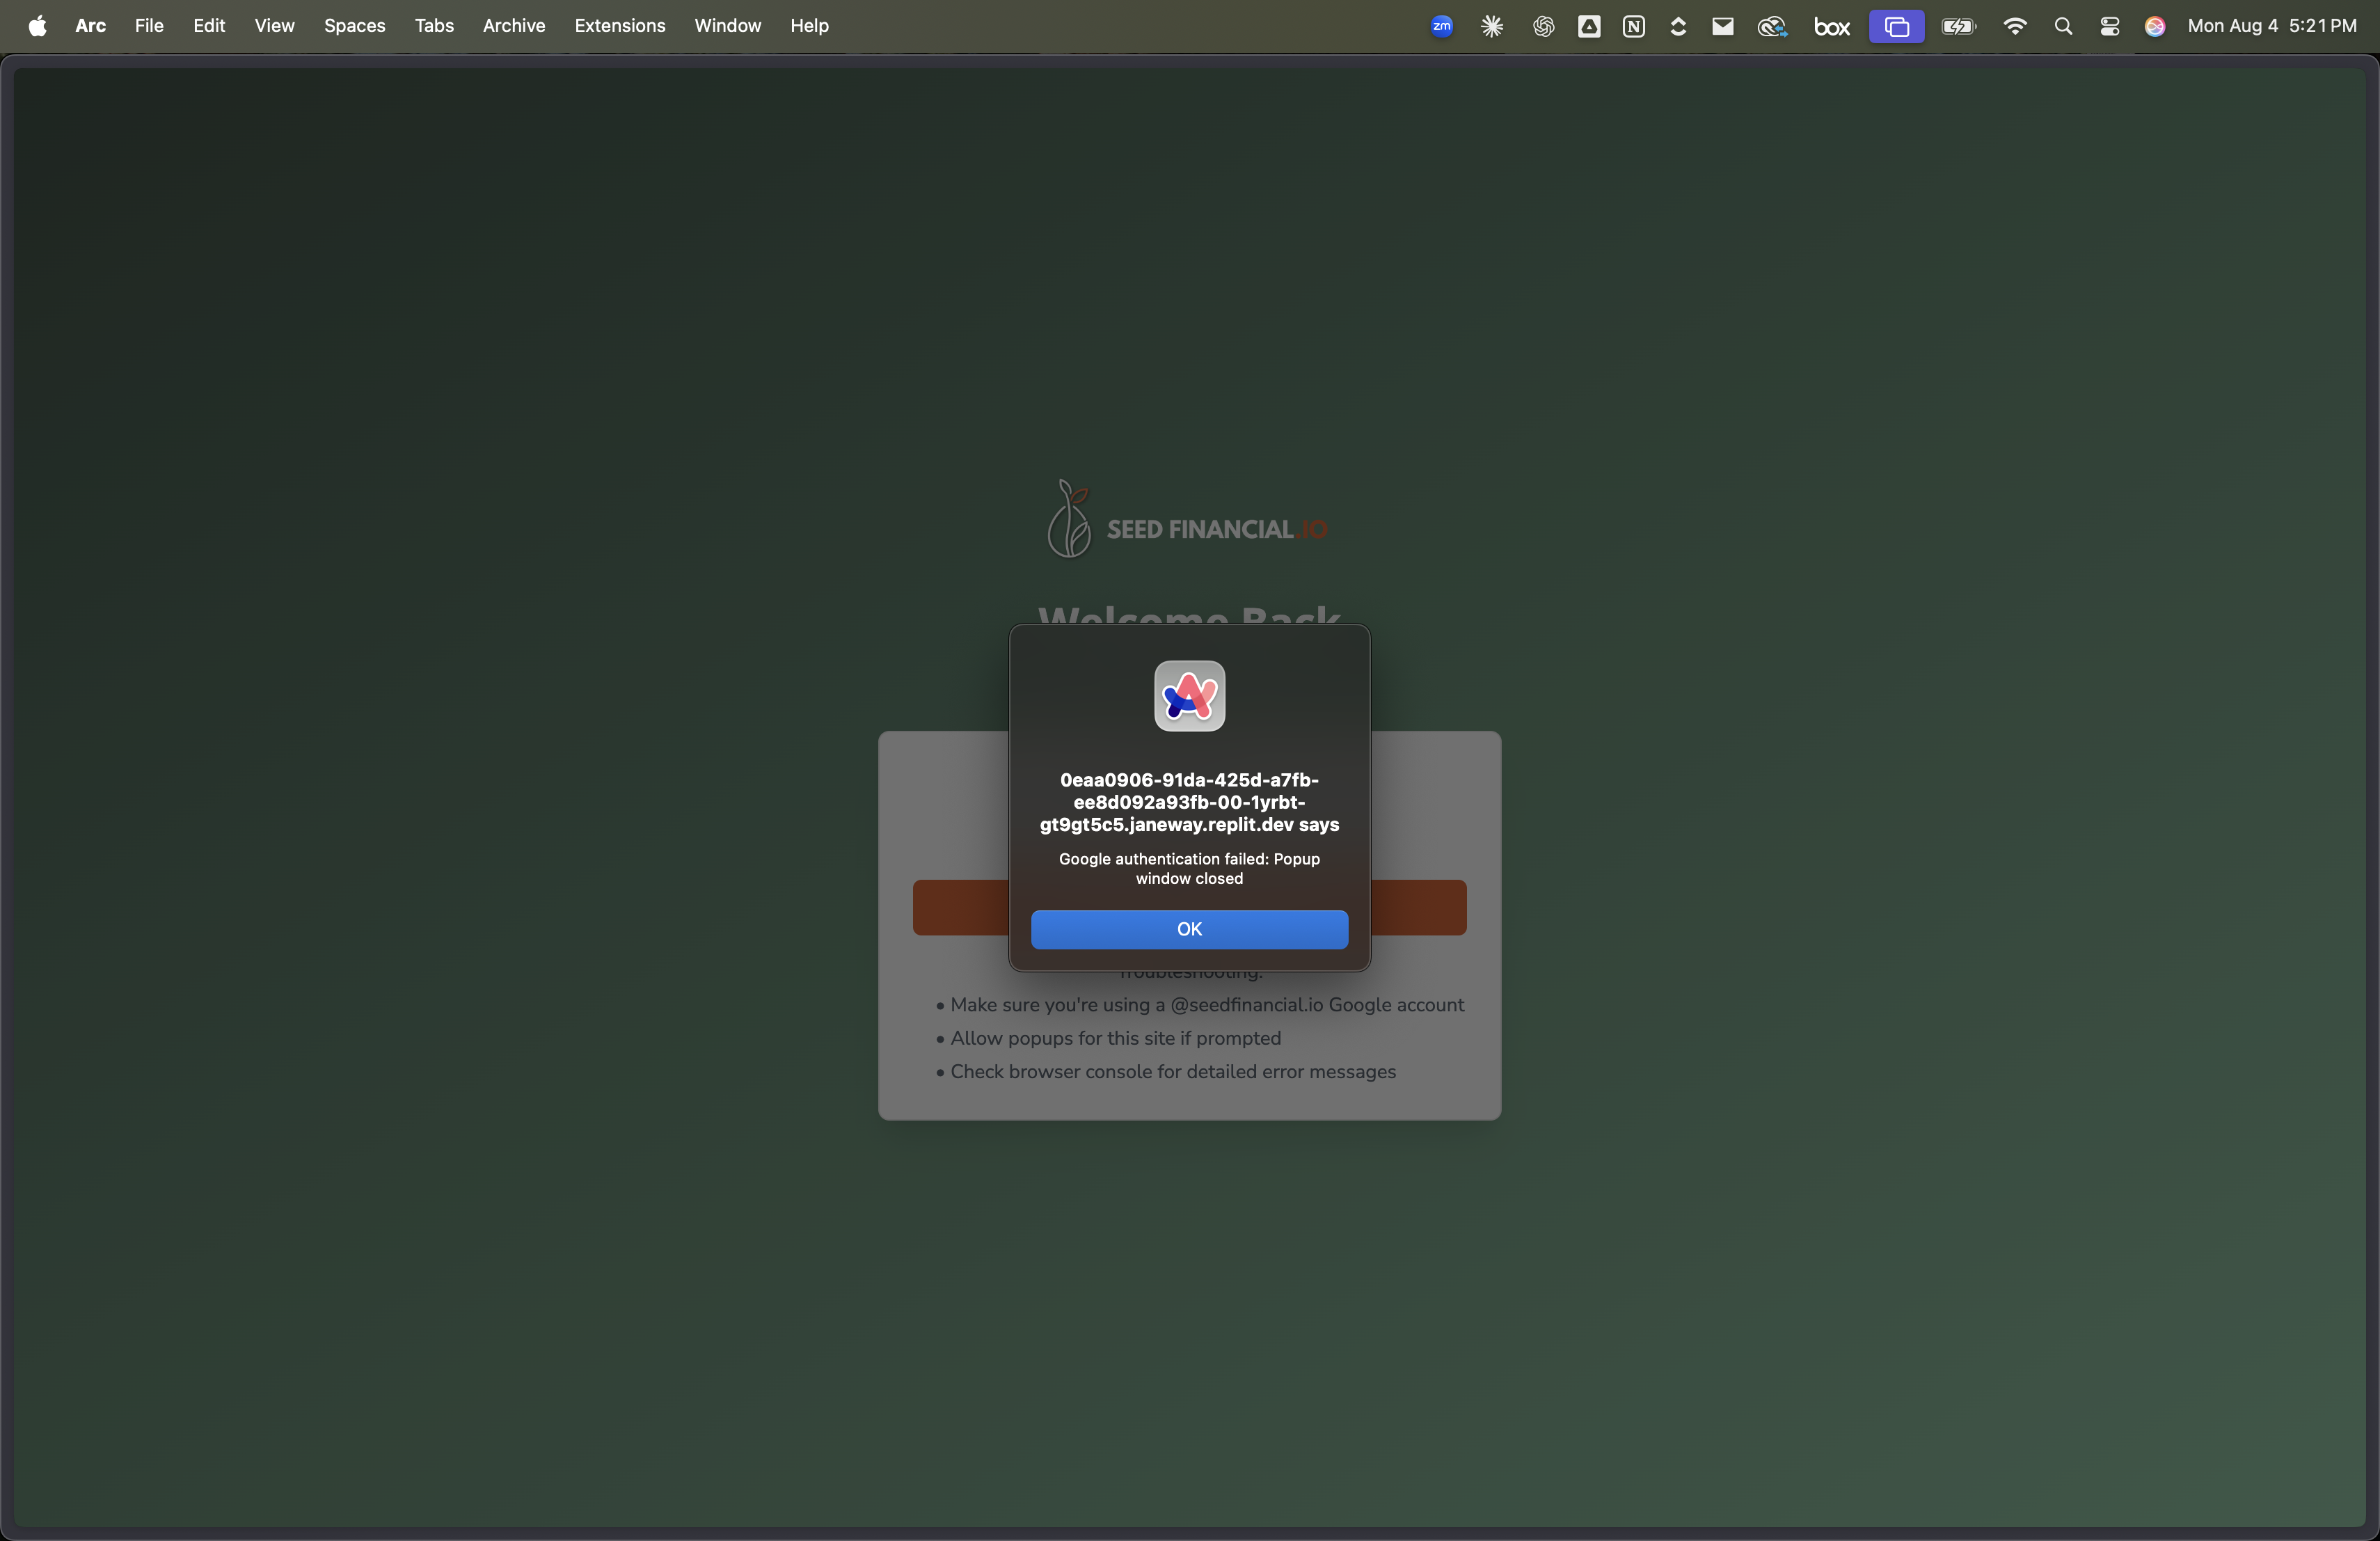 Arc File Edit View Spaces Tabs Archive Extensions Window Help zm N box Mon Aug 4 5:21 PM
SEED FINANCIAL.IO
Welcome Back
0eaa0906-91da-425d-a7fb-
ee8d092a93fb-00-1yrbt-
gt9gt5c5.janeway.replit.dev says
Google authentication failed: Popup
window closed
OK
Troubleshooting:
• Make sure you're using a @seedfinancial.io Google account
• Allow popups for this site if prompted
• Check browser console for detailed error messages